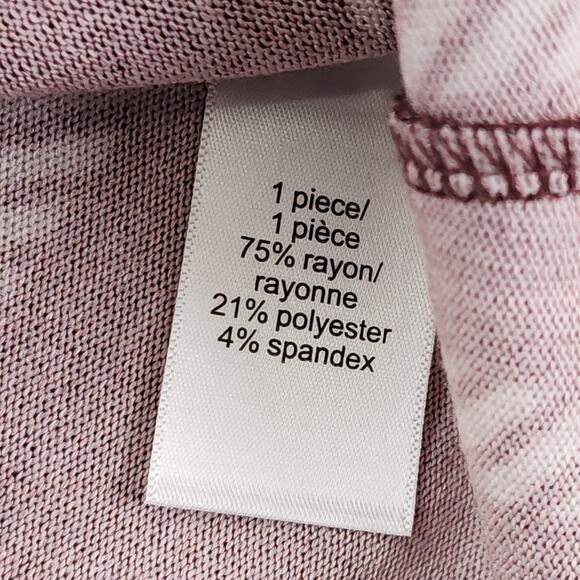 1 piece/
1 pièce
75% rayon/
rayonne
21% polyester
4% spandex